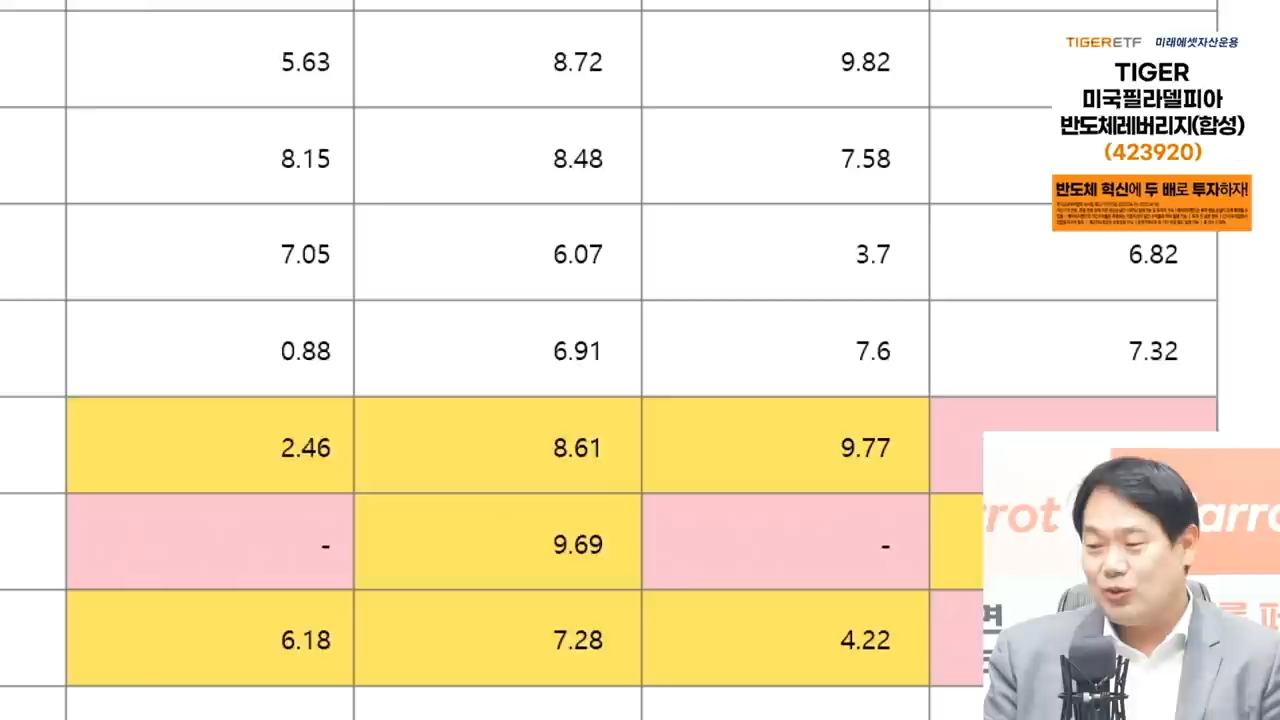 5.63 8.72 9.82
8.15 8.48 7.58
7.05 6.07 3.7 6.82
0.88 6.91 7.6 7.32
2.46 8.61 9.77
- 9.69 -
6.18 7.28 4.22
TIGERETF 미래에셋자산운용
TIGER
미국필라델피아
반도체레버리지(합성)
(423920)
반도체 혁신에 두 배로 투자하자!
rrot arro
면